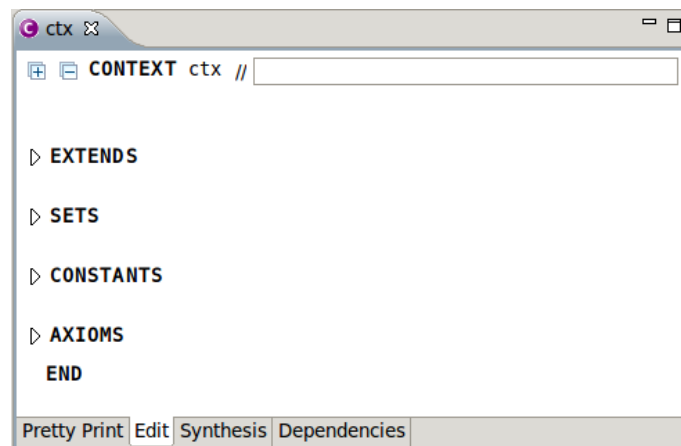 ctx
CONTEXT ctx //
EXTENDS
SETS
CONSTANTS
AXIOMS
END
Pretty Print Edit Synthesis Dependencies